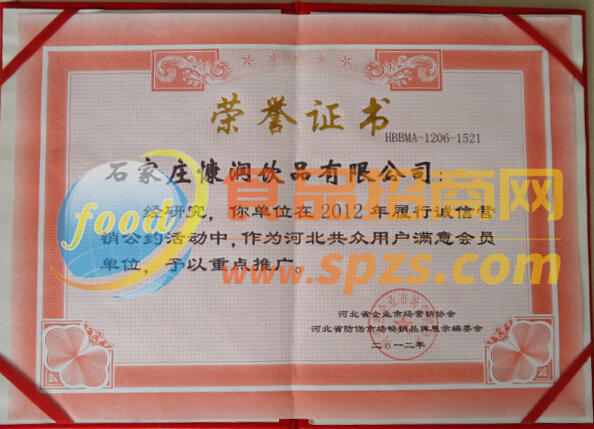 荣誉证书
HBBMA-1206-1521
石家庄慷润饮品有限公司：
经研究，你单位在2012年履行诚信营
销公约活动中，作为河北共众用户满意会员
单位，予以重点推广。
河北省企业市场营销协会
河北省防伪市场畅销品牌展示编委会
二〇一二年
food
食品招商网
www.spzs.com